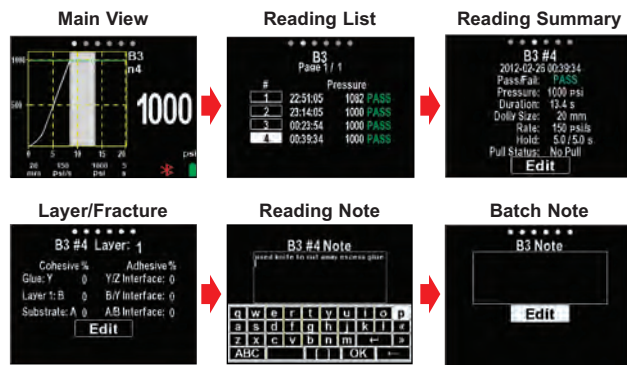 Main View
B3
n4
1000
500
1000
psi
0 5 10 15 20
20 150 1000 5
mm psi/s psi s
Reading List
B3
Page 1 / 1
# Pressure
1 22:51:05 1082 PASS
2 23:14:05 1000 PASS
3 00:23:54 1000 PASS
4 00:39:34 1000 PASS
Reading Summary
B3 #4
2012-02-26 00:39:34
Pass/Fail: PASS
Pressure: 1000 psi
Duration: 13.4 s
Dolly Size: 20 mm
Rate: 150 psi/s
Hold: 5.0 / 5.0 s
Pull Status: No Pull
Edit
Layer/Fracture
B3 #4 Layer: 1
Cohesive % Adhesive %
Glue: Y 0 Y/Z Interface: 0
Layer 1: B 0 B/Y Interface: 0
Substrate: A 0 A/B Interface: 0
Edit
Reading Note
B3 #4 Note
used knife to cut away excess glue
q w e r t y u i o p
a s d f g h j k l «
z x c v b n m ↵ »
ABC [ ] OK ←
Batch Note
B3 Note
Edit